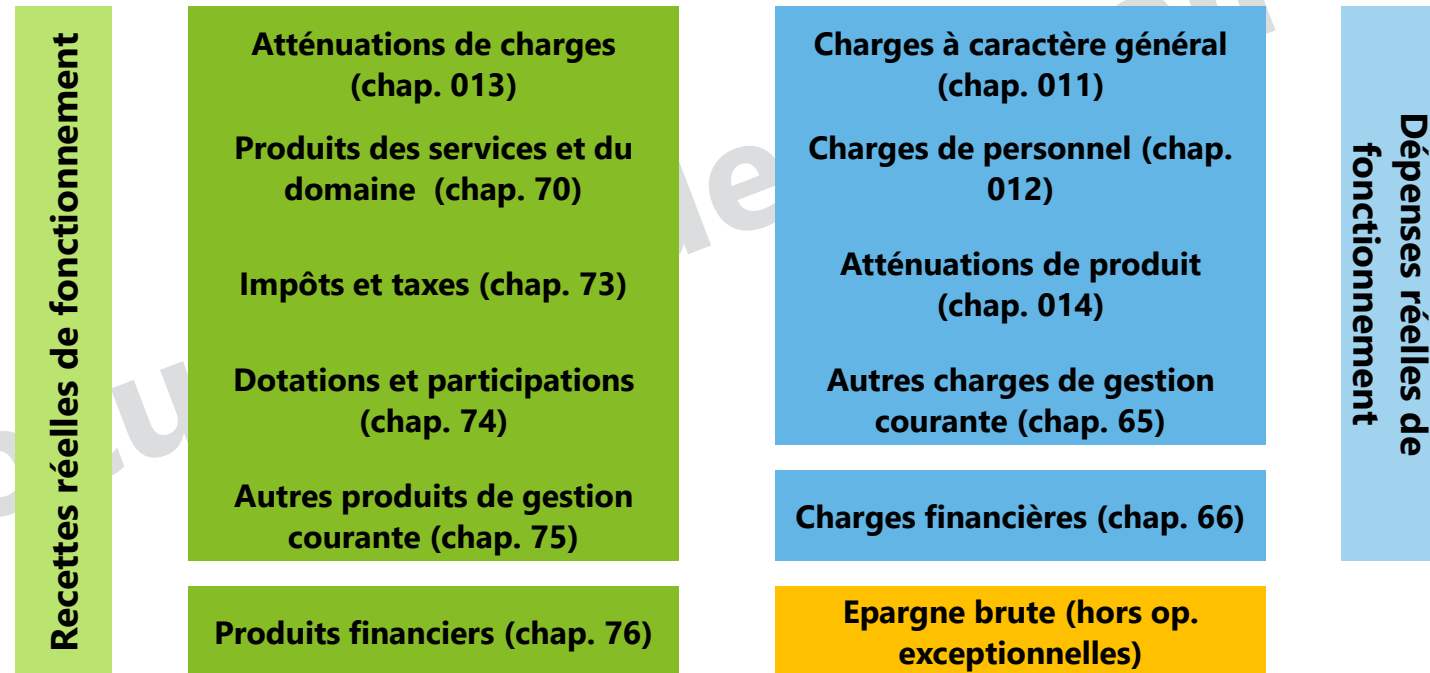 Recettes réelles de fonctionnement
Atténuations de charges
(chap. 013)
Produits des services et du
domaine (chap. 70)
Impôts et taxes (chap. 73)
Dotations et participations
(chap. 74)
Autres produits de gestion
courante (chap. 75)
Produits financiers (chap. 76)
Charges à caractère général
(chap. 011)
Charges de personnel (chap.
012)
Atténuations de produit
(chap. 014)
Autres charges de gestion
courante (chap. 65)
Charges financières (chap. 66)
Epargne brute (hors op.
exceptionnelles)
Dépenses réelles de
fonctionnement